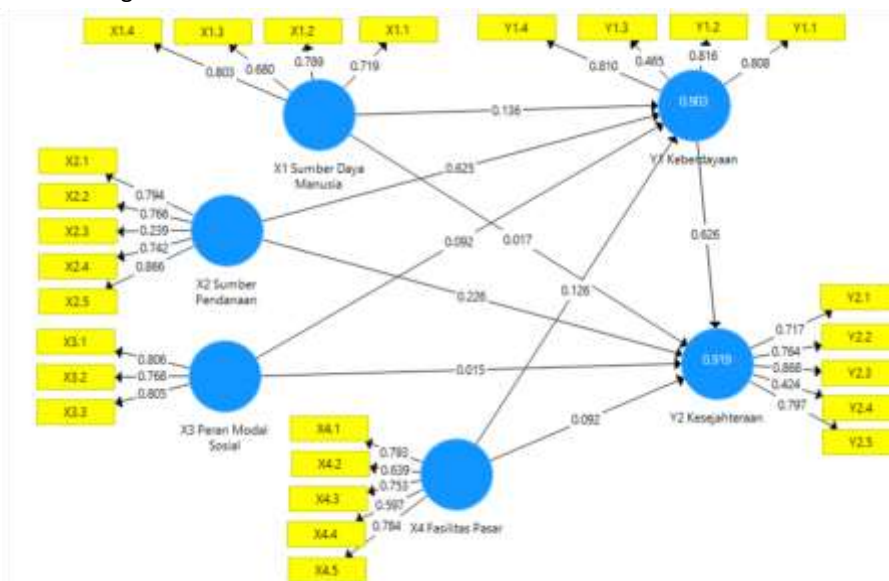 X1.4
X1.3
X1.2
X1.1
0.803
0.680
0.789
0.719
X1 Sumber Daya
Manusia
Y1.4
Y1.3
Y1.2
Y1.1
0.810
0.465
0.816
0.808
0.903
Y1 Keberdayaan
X2.1
X2.2
X2.3
X2.4
X2.5
0.794
0.766
0.239
0.742
0.866
X2 Sumber
Pendanaan
X3.1
X3.2
X3.3
0.806
0.766
0.805
X3 Peran Modal
Sosial
X4.1
X4.2
X4.3
X4.4
X4.5
0.639
0.753
0.597
0.784
X4 Fasilitas Pasar
0.136
0.625
0.092
0.017
0.126
0.626
0.226
0.015
0.092
Y2.1
Y2.2
Y2.3
Y2.4
Y2.5
0.717
0.764
0.424
0.797
0.919
Y2 Kesejahteraan